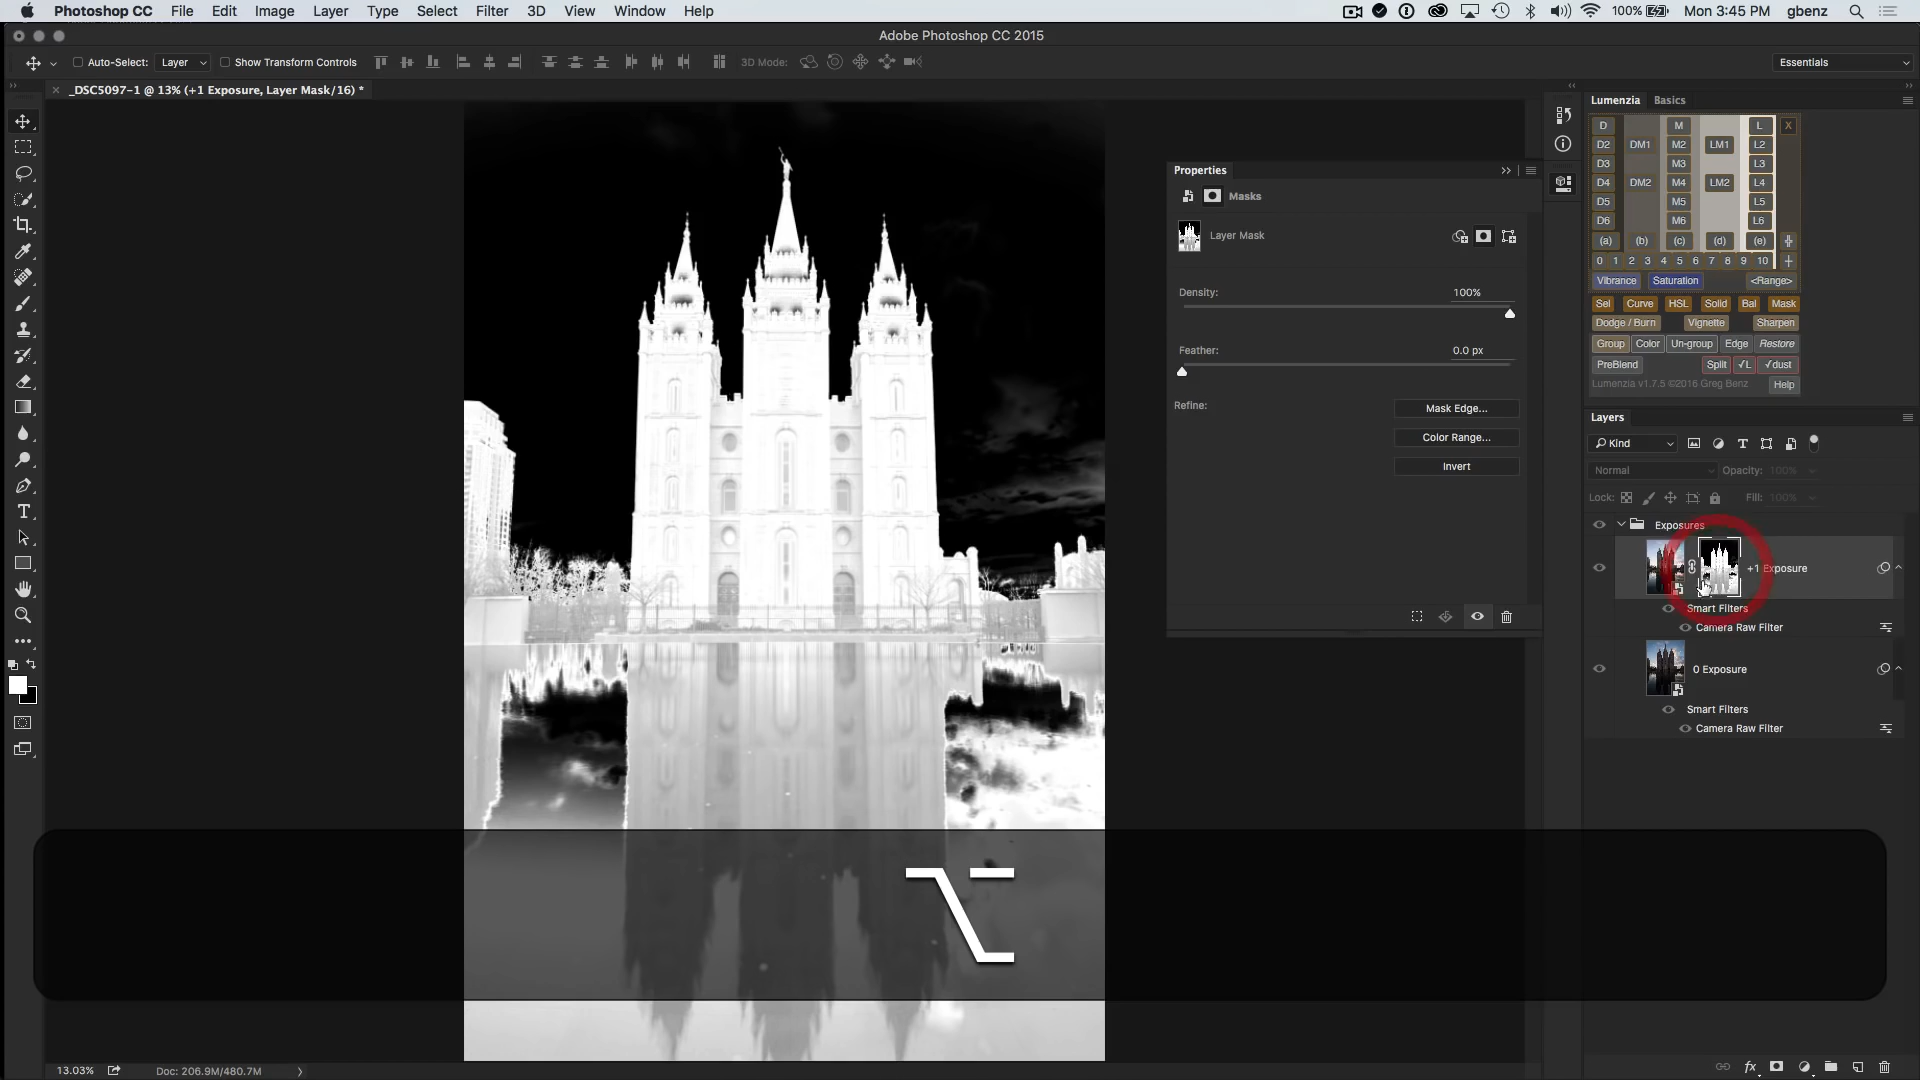 Photoshop CC File Edit Image Layer Type Select Filter 3D View Window Help 100% Mon 3:45 PM gbenz
Adobe Photoshop CC 2015
Auto-Select: Layer Show Transform Controls 3D Mode: Essentials
_DSC5097-1 @ 13% (+1 Exposure, Layer Mask/16) *
Lumenzia Basics
D M L X
D2 DM1 M2 LM1 L2
D3 M3 L3
D4 DM2 M4 LM2 L4
D5 M5 L5
D6 M6 L6
(a) (b) (c) (d) (e)
0 1 2 3 4 5 6 7 8 9 10
Vibrance Saturation <Range>
Sel Curve HSL Solid Bal Mask
Dodge / Burn Vignette Sharpen
Group Color Un-group Edge Restore
PreBlend Split √L √dust
Lumenzia v1.7.5 ©2016 Greg Benz Help
Properties
Masks
Layer Mask
Density: 100%
Feather: 0.0 px
Refine: Mask Edge...
Color Range...
Invert
Layers
Kind
Normal Opacity: 100%
Lock: Fill: 100%
Exposures
+1 Exposure
Smart Filters
Camera Raw Filter
0 Exposure
Smart Filters
Camera Raw Filter
fx
13.03% Doc: 206.9M/480.7M